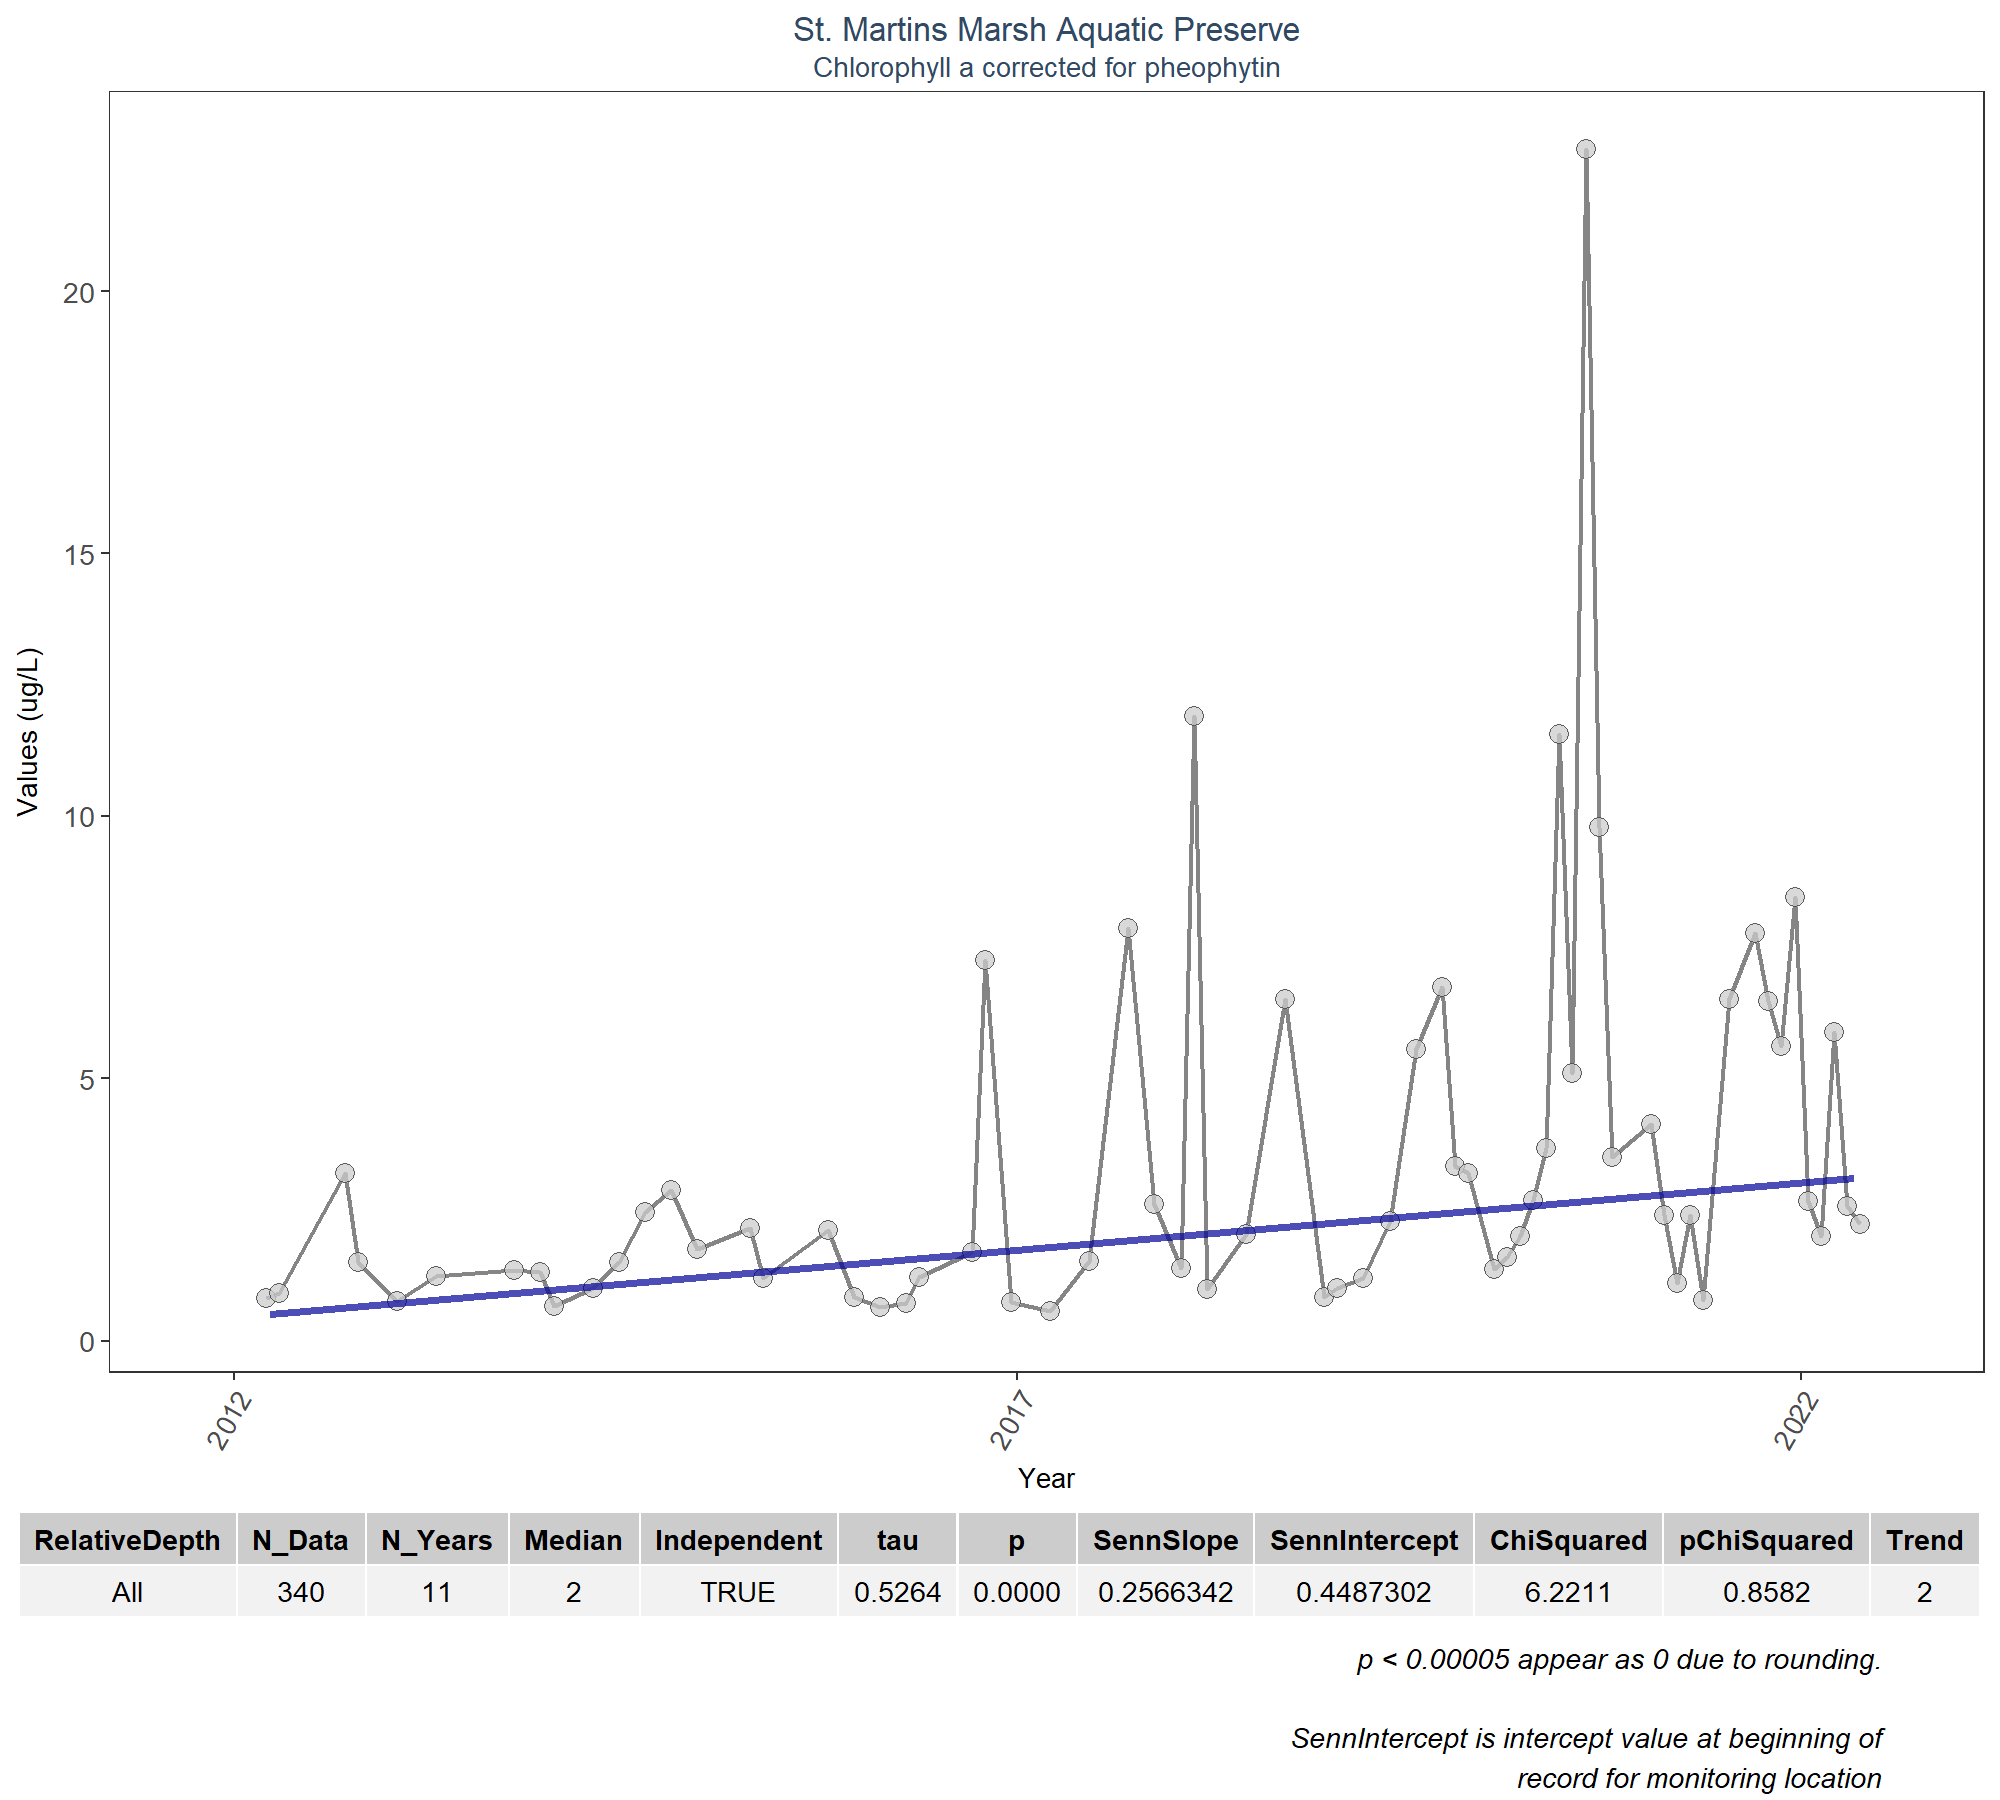 St. Martins Marsh Aquatic Preserve
Chlorophyll a corrected for pheophytin
Values (ug/L)
20
15
10
5
0
2012
2017
2022
Year
RelativeDepth N_Data N_Years Median Independent tau p SennSlope SennIntercept ChiSquared pChiSquared Trend
All 340 11 2 TRUE 0.5264 0.0000 0.2566342 0.4487302 6.2211 0.8582 2
p < 0.00005 appear as 0 due to rounding.
SennIntercept is intercept value at beginning of
record for monitoring location